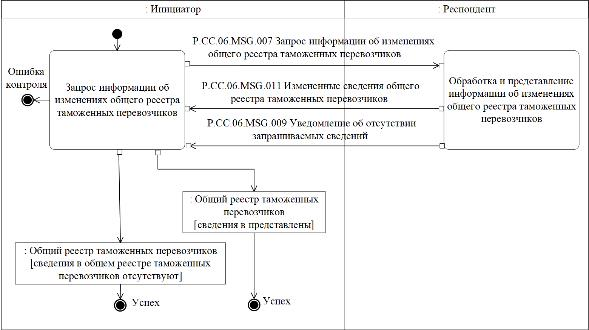 : Инициатор
: Респондент
P.CC.06.MSG.007 Запрос информации об изменениях
общего реестра таможенных перевозчиков
Ошибка
контроля
Запрос информации об
изменениях общего реестра
таможенных перевозчиков
P.CC.06.MSG.011 Измененные сведения общего
реестра таможенных перевозчиков
Обработка и представление
информации об изменениях
общего реестра таможенных
перевозчиков
P.CC.06.MSG.009 Уведомление об отсутствии
запрашиваемых сведений
: Общий реестр таможенных
перевозчиков
[сведения в представлены]
: Общий реестр таможенных перевозчиков
[сведения в общем реестре таможенных
перевозчиков отсутствуют]
Успех
Успех